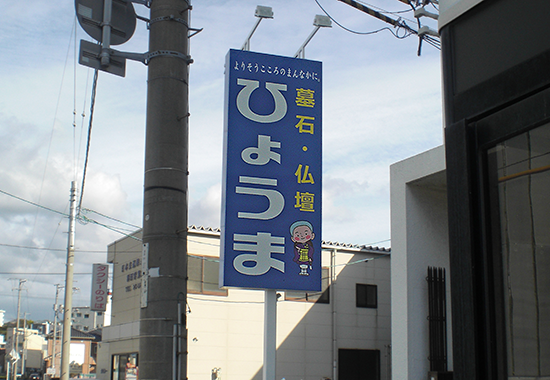 よりそうこころのまんなかに。
墓石・仏壇
ひょうま